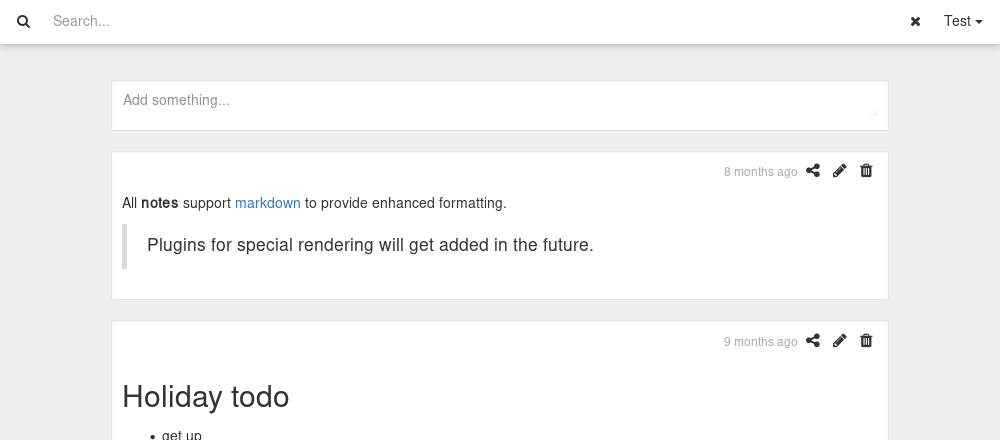 Search...
Test
Add something...
8 months ago
All notes support markdown to provide enhanced formatting.
Plugins for special rendering will get added in the future.
9 months ago
Holiday todo
• get up